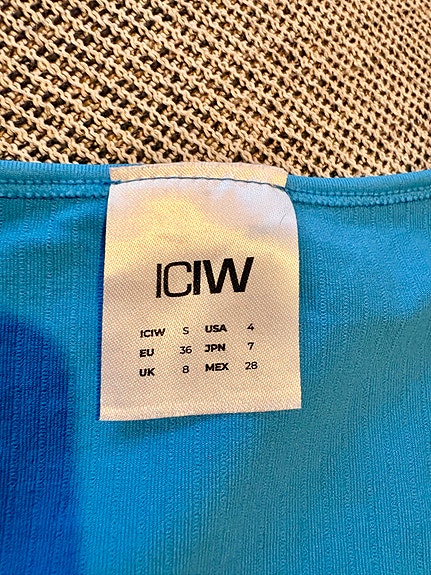 ICIW
ICIW S USA 4
EU 36 JPN 7
UK 8 MEX 28